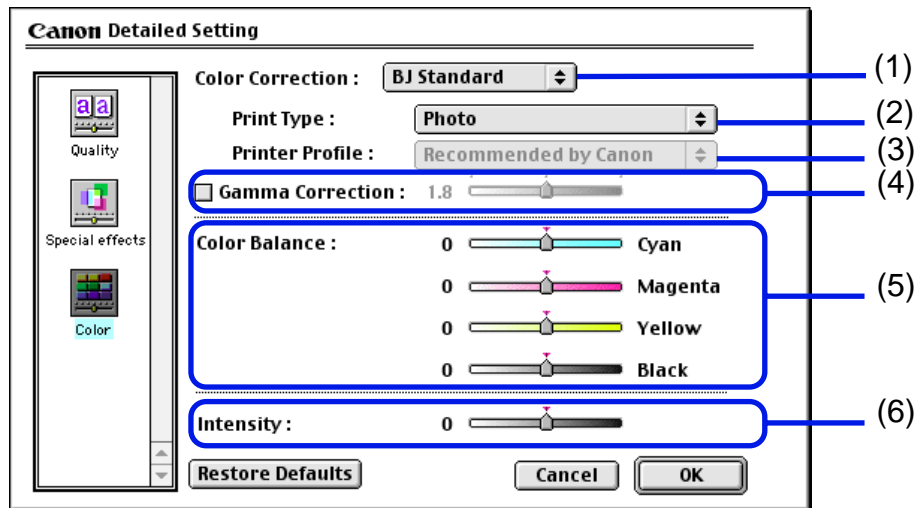 Canon Detailed Setting
Color Correction : BJ Standard (1)
Print Type : Photo (2)
Printer Profile : Recommended by Canon (3)
Gamma Correction : 1.8 (4)
Color Balance : 0 Cyan
0 Magenta (5)
0 Yellow
0 Black
Intensity : 0 (6)
aa
Quality
Special effects
Color
Restore Defaults Cancel OK